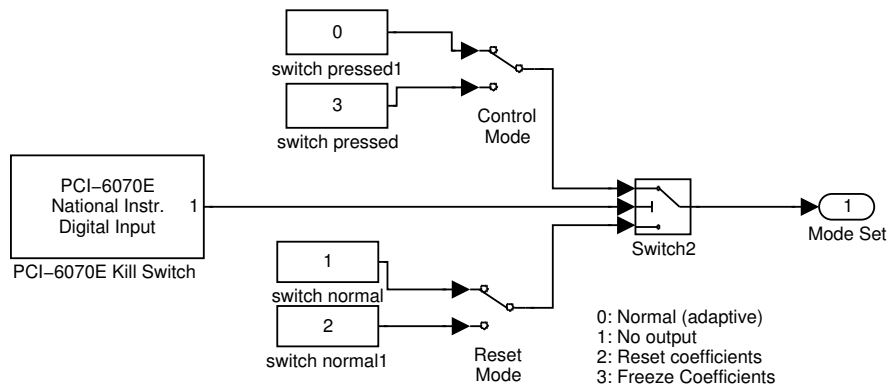 0
switch pressed1
3
switch pressed
Control
Mode
PCI−6070E
National Instr.
Digital Input
1
PCI−6070E Kill Switch
Switch2
1
Mode Set
1
switch normal
2
switch normal1
Reset
Mode
0: Normal (adaptive)
1: No output
2: Reset coefficients
3: Freeze Coefficients